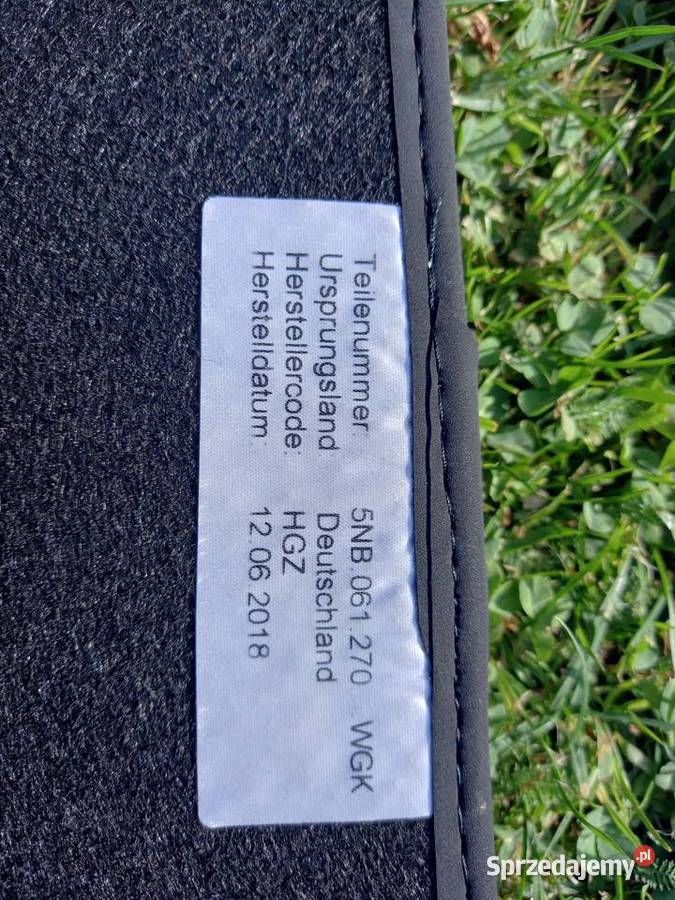 Teilenummer: 5NB.061.270 WGK
Ursprungsland Deutschland
Herstellercode: HGZ
Herstelldatum: 12.06.2018
Sprzedajemy.pl